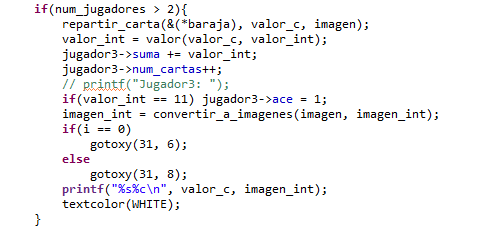 if(num_jugadores > 2){
repartir_carta(&(*baraja), valor_c, imagen);
valor_int = valor(valor_c, valor_int);
jugador3->suma += valor_int;
jugador3->num_cartas++;
// printf("Jugador3: ");
if(valor_int == 11) jugador3->ace = 1;
imagen_int = convertir_a_imagenes(imagen, imagen_int);
if(i == 0)
gotoxy(31, 6);
else
gotoxy(31, 8);
printf("%s%c\n", valor_c, imagen_int);
textcolor(WHITE);
}